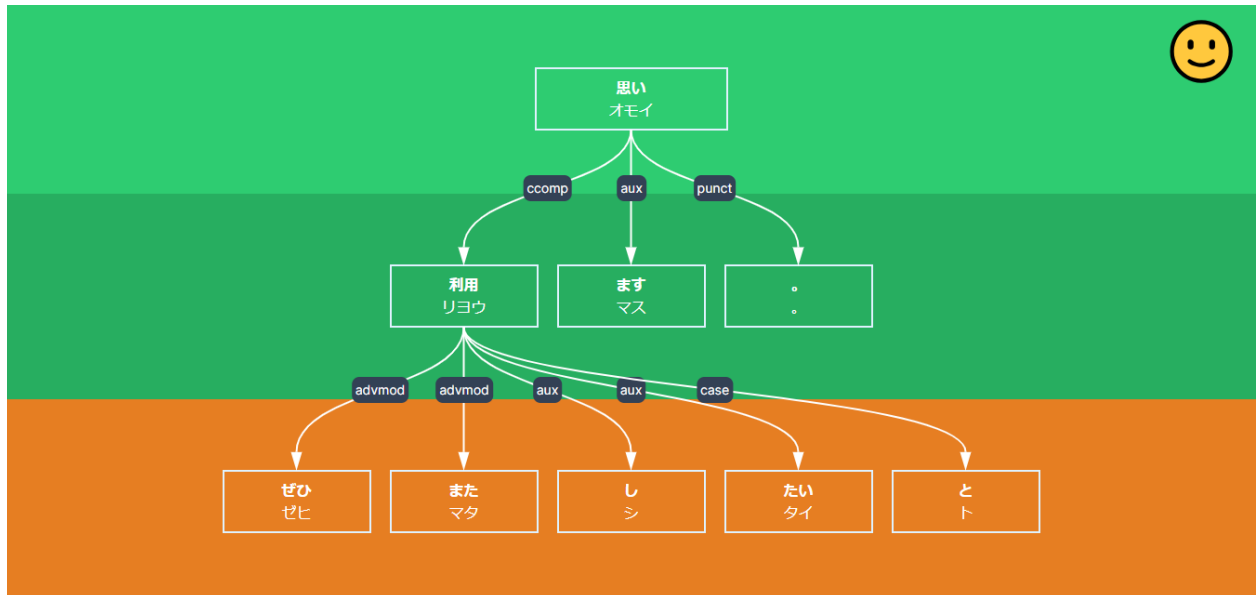 思い
オモイ
ccomp aux punct
利用 ます 。
リヨウ マス 。
advmod advmod aux aux case
ぜひ また し たい と
ゼヒ マタ シ タイ ト